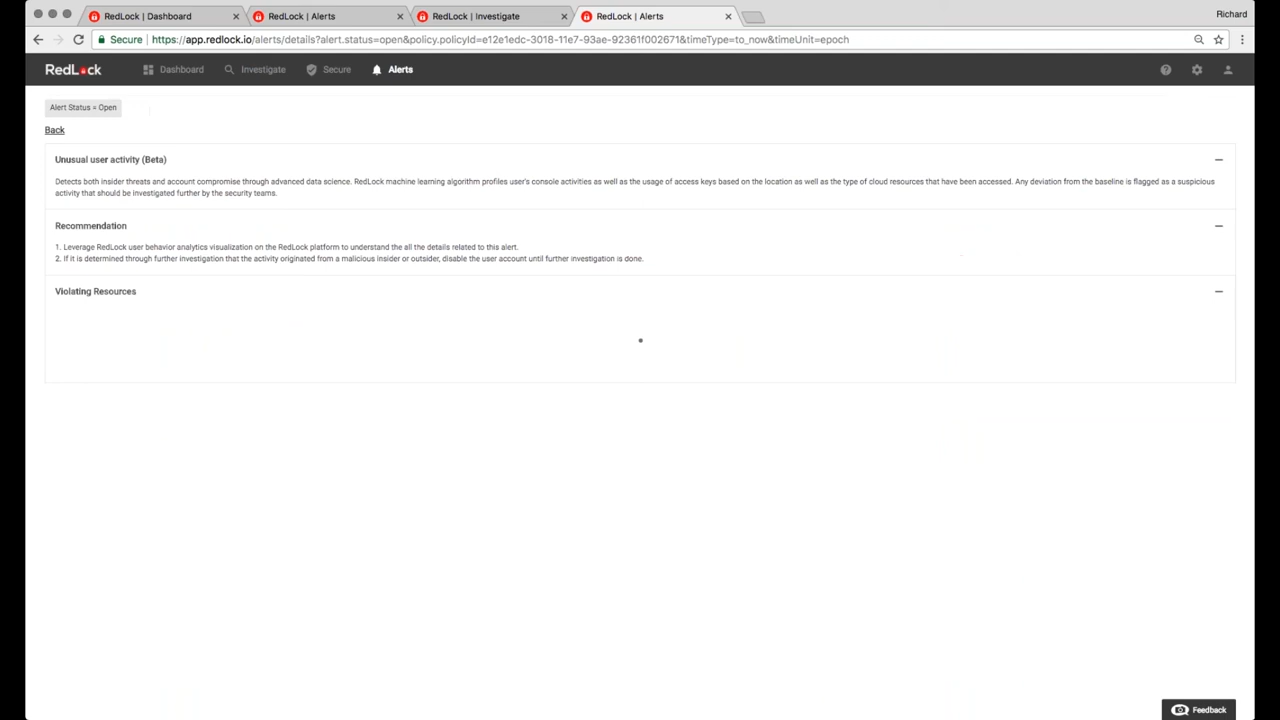 RedLock | Dashboard
RedLock | Alerts
RedLock | Investigate
RedLock | Alerts
Richard
Secure
https://app.redlock.io/alerts/details?alert.status=open&policy.policyId=e12e1edc-3018-11e7-93ae-92361f002671&timeType=to_now&timeUnit=epoch
RedLock
Dashboard
Investigate
Secure
Alerts
Alert Status = Open
Back
Unusual user activity (Beta)
Detects both insider threats and account compromise through advanced data science. RedLock machine learning algorithm profiles user's console activities as well as the usage of access keys based on the location as well as the type of cloud resources that have been accessed. Any deviation from the baseline is flagged as a suspicious
activity that should be investigated further by the security teams.
Recommendation
1. Leverage RedLock user behavior analytics visualization on the RedLock platform to understand the all the details related to this alert.
2. If it is determined through further investigation that the activity originated from a malicious insider or outsider, disable the user account until further investigation is done.
Violating Resources
Feedback